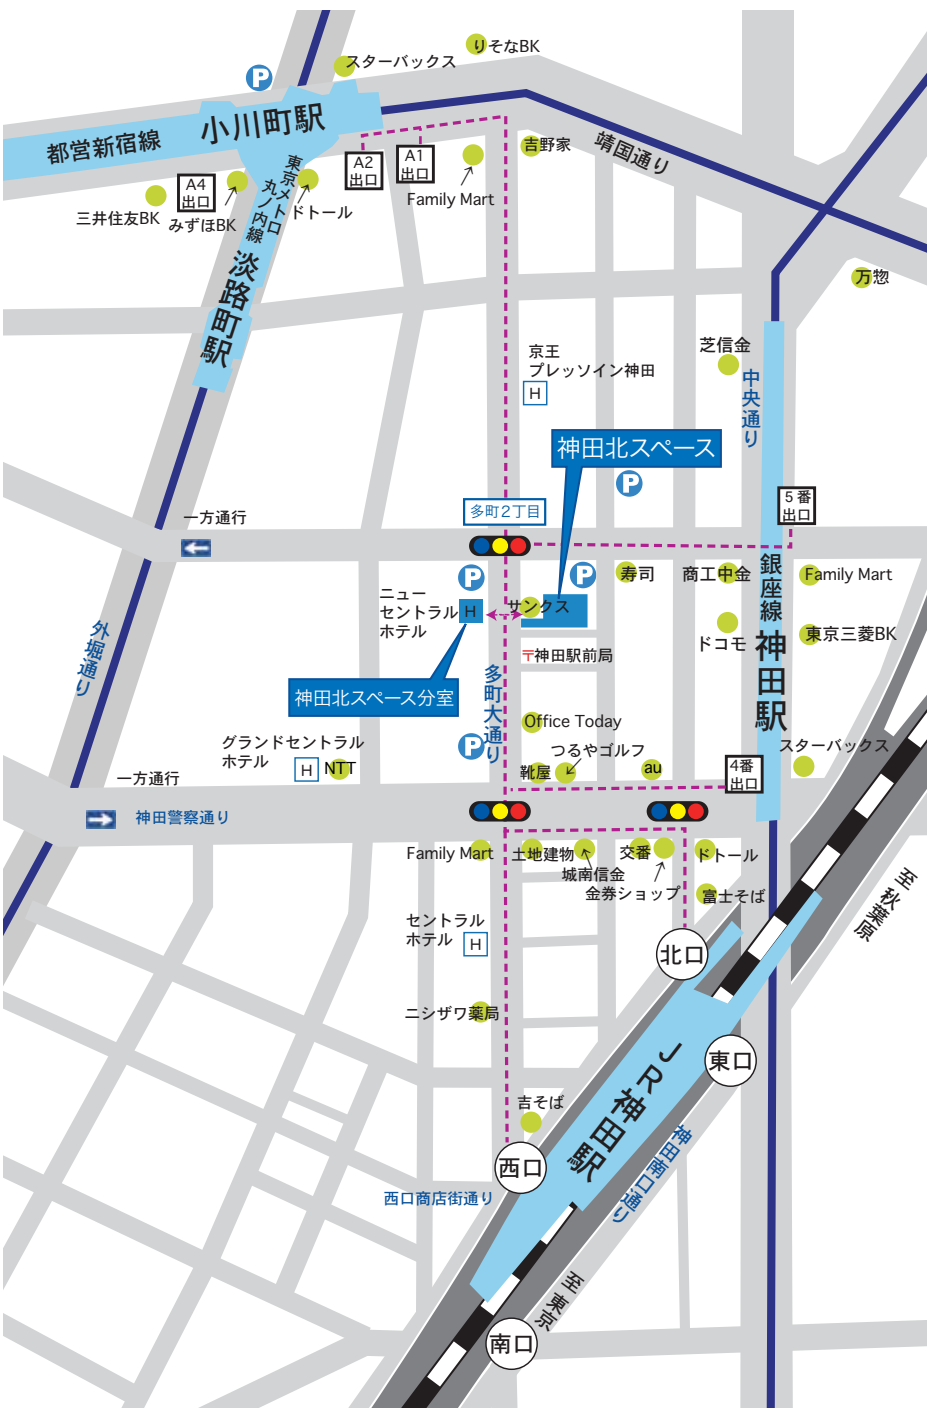 りそなBK
スターバックス
P
小川町駅
都営新宿線
靖国通り
吉野家
A2
出口
A1
出口
A4
出口
東京メトロ
丸ノ内線
Family Mart
三井住友BK
みずほBK
ドトール
淡路町駅
万惣
芝信金
京王
プレッソイン神田
H
中央通り
神田北スペース
P
5番
出口
多町2丁目
一方通行
P
P
寿司
商工中金
銀座線
Family Mart
ニュー
セントラル
ホテル
H
サンクス
ドコモ
東京三菱BK
神田駅
外堀通り
〒神田駅前局
神田北スペース分室
多町大通り
Office Today
P
グランドセントラル
ホテル
H
NTT
つるやゴルフ
靴屋
au
スターバックス
4番
出口
一方通行
神田警察通り
Family Mart
土地建物
城南信金
交番
金券ショップ
ドトール
富士そば
至秋葉原
セントラル
ホテル
H
北口
ニシザワ薬局
東口
JR神田駅
吉そば
西口
神田南口通り
西口商店街通り
至東京
南口